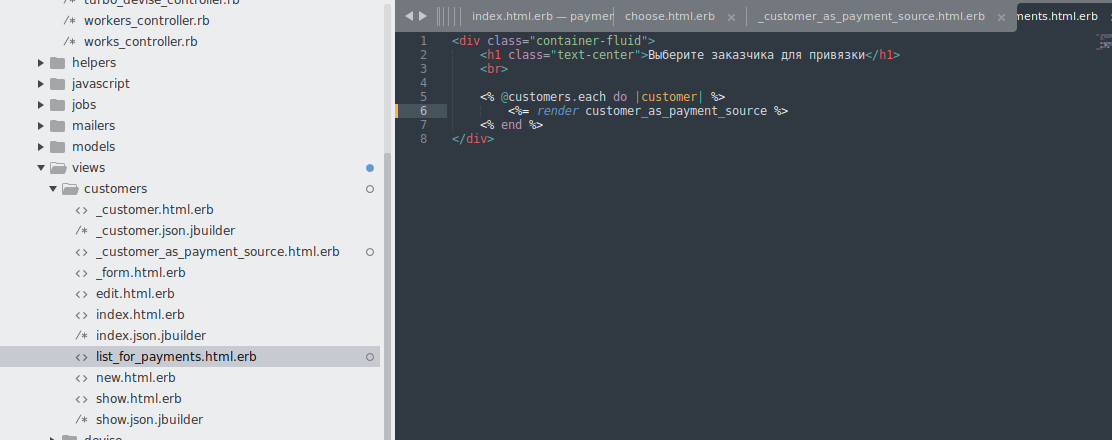 turbo_devise_controller.rb
/* workers_controller.rb
/* works_controller.rb
helpers
javascript
jobs
mailers
models
views
customers
<> _customer.html.erb
/* _customer.json.jbuilder
<> _customer_as_payment_source.html.erb
<> _form.html.erb
<> edit.html.erb
<> index.html.erb
/* index.json.jbuilder
<> list_for_payments.html.erb
<> new.html.erb
<> show.html.erb
/* show.json.jbuilder
devise
index.html.erb — paymen choose.html.erb × _customer_as_payment_source.html.erb × ments.html.erb
1 <div class="container-fluid">
2 <h1 class="text-center">Выберите заказчика для привязки</h1>
3 <br>
4
5 <% @customers.each do |customer| %>
6 <%= render customer_as_payment_source %>
7 <% end %>
8 </div>